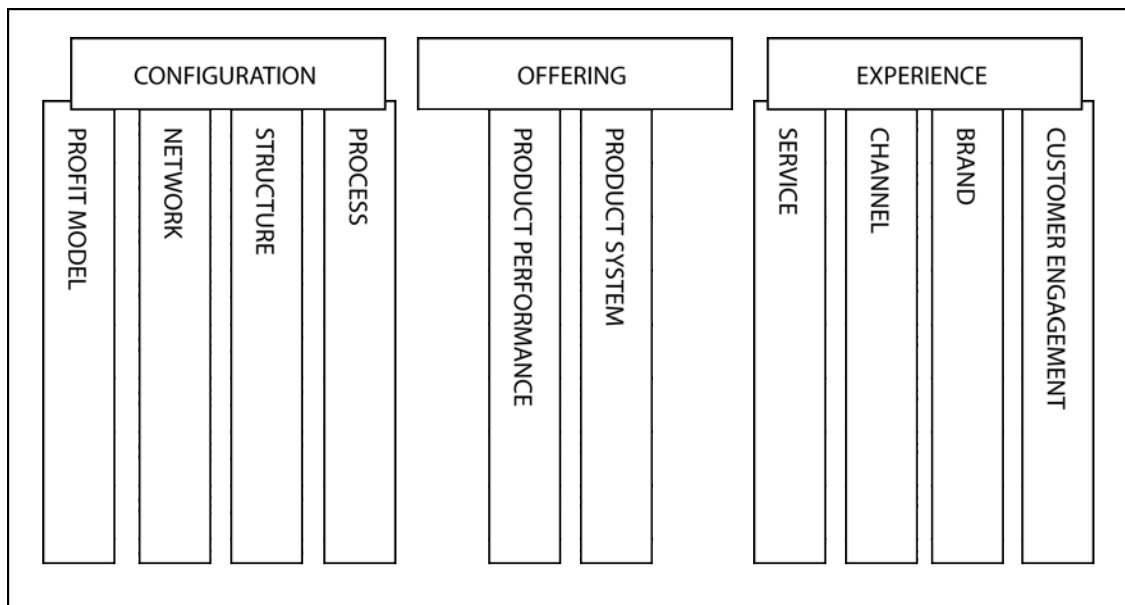 CONFIGURATION
PROFIT MODEL
NETWORK
STRUCTURE
PROCESS
OFFERING
PRODUCT PERFORMANCE
PRODUCT SYSTEM
EXPERIENCE
SERVICE
CHANNEL
BRAND
CUSTOMER ENGAGEMENT